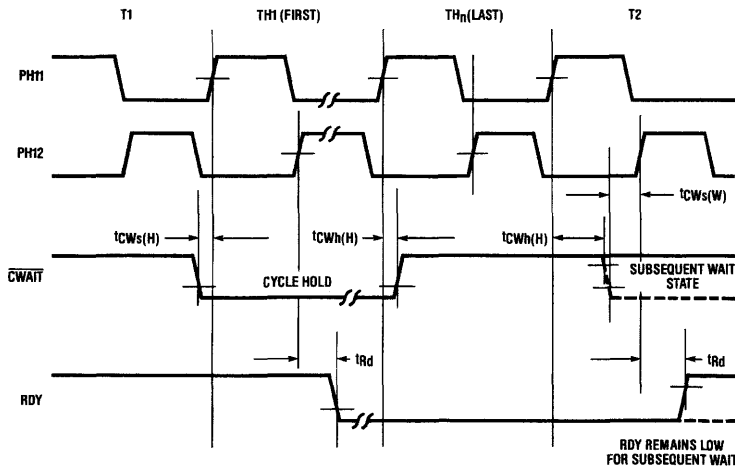 T1 TH1 (FIRST) THn(LAST) T2
PH11
PH12
tCWs(W)
tCWs(H) tCWh(H) tCWh(H)
CWAIT
CYCLE HOLD
SUBSEQUENT WAIT
STATE
tRd tRd
RDY
RDY REMAINS LOW
FOR SUBSEQUENT WAIT